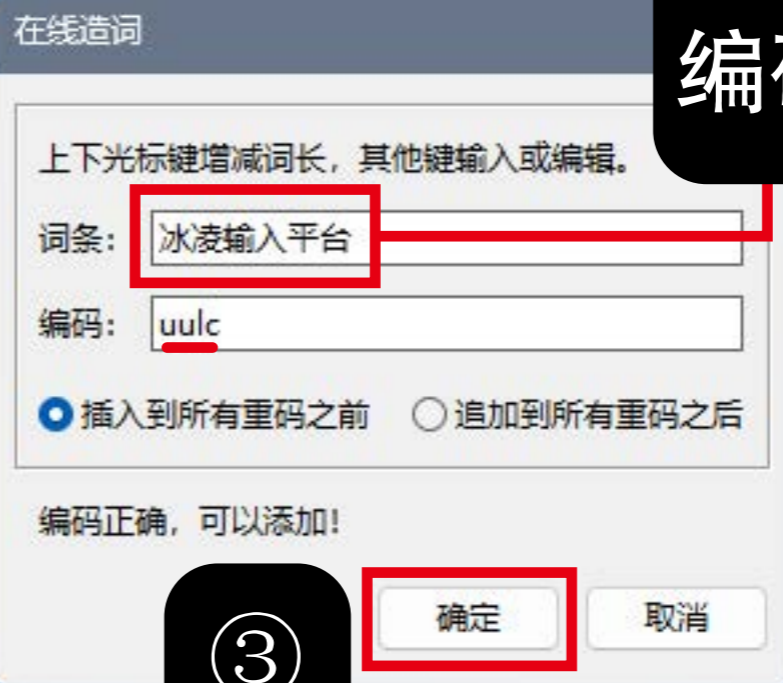 在线造词
编
上下光标键增减词长，其他键输入或编辑。
词条： 冰凌输入平台
编码： uulc
插入到所有重码之前 追加到所有重码之后
编码正确，可以添加！
③
确定 取消